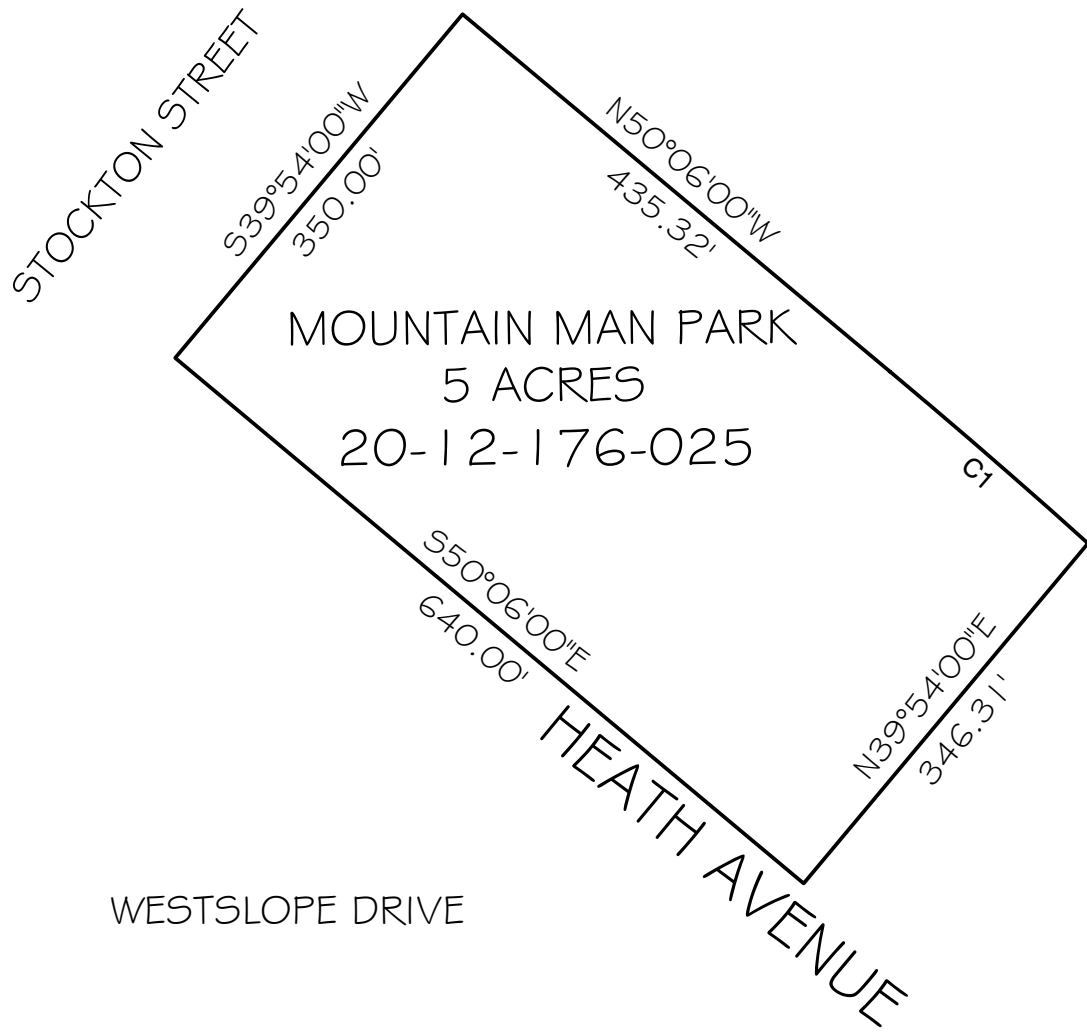 STOCKTON STREET
S39°54'00"W
350.00'
N50°06'00"W
435.32'
MOUNTAIN MAN PARK
5 ACRES
20-12-176-025
C1
S50°06'00"E
640.00'
N39°54'00"E
346.31'
HEATH AVENUE
WESTSLOPE DRIVE